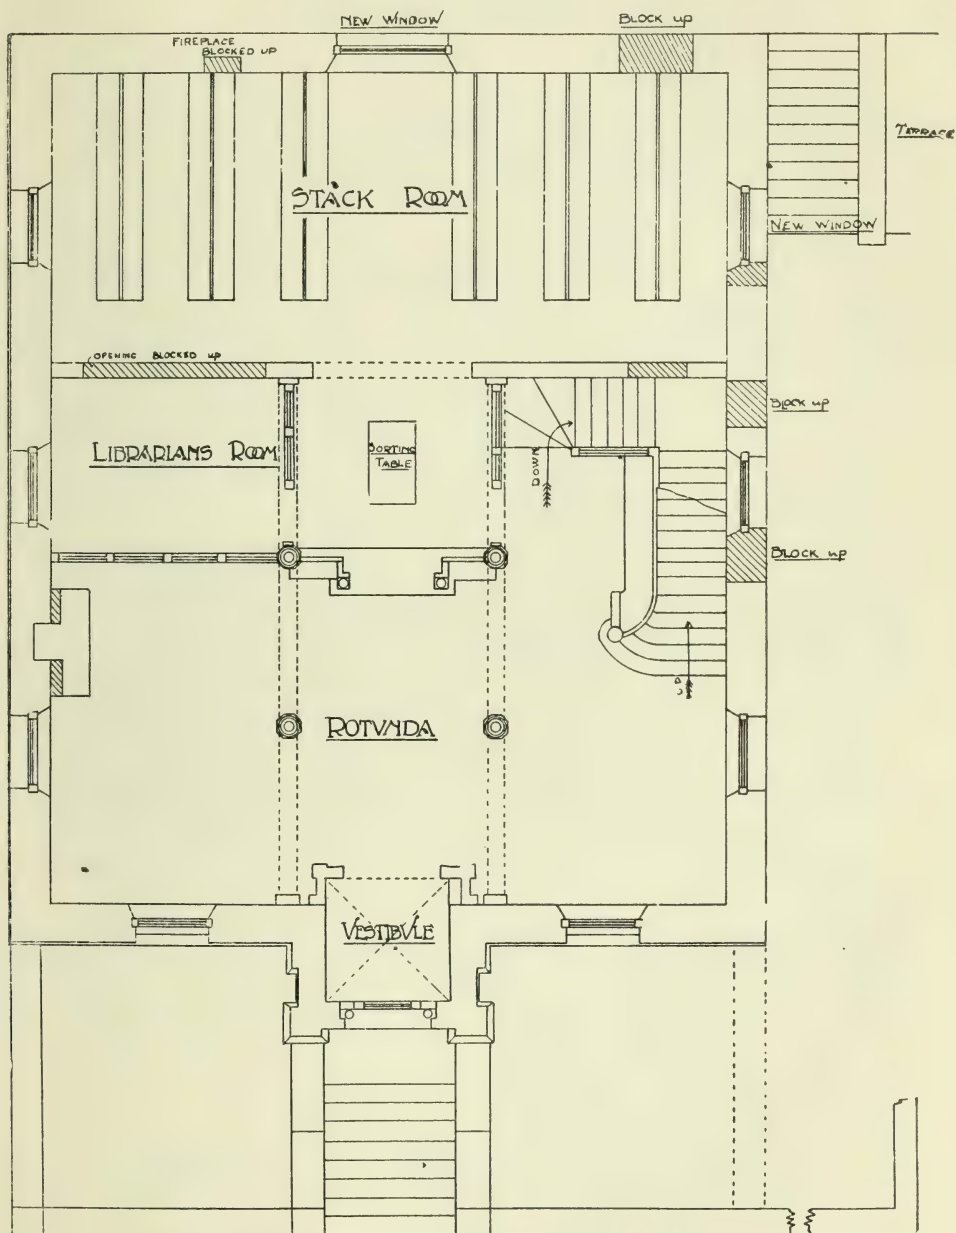 NEW WINDOW
BLOCK UP
FIREPLACE
BLOCKED UP
TERRACE
STACK ROOM
NEW WINDOW
OPENING BLOCKED UP
BLOCK UP
LIBRARIANS ROOM
SORTING
TABLE
DOWN
BLOCK UP
UP
ROTVNDA
VESTIBVLE